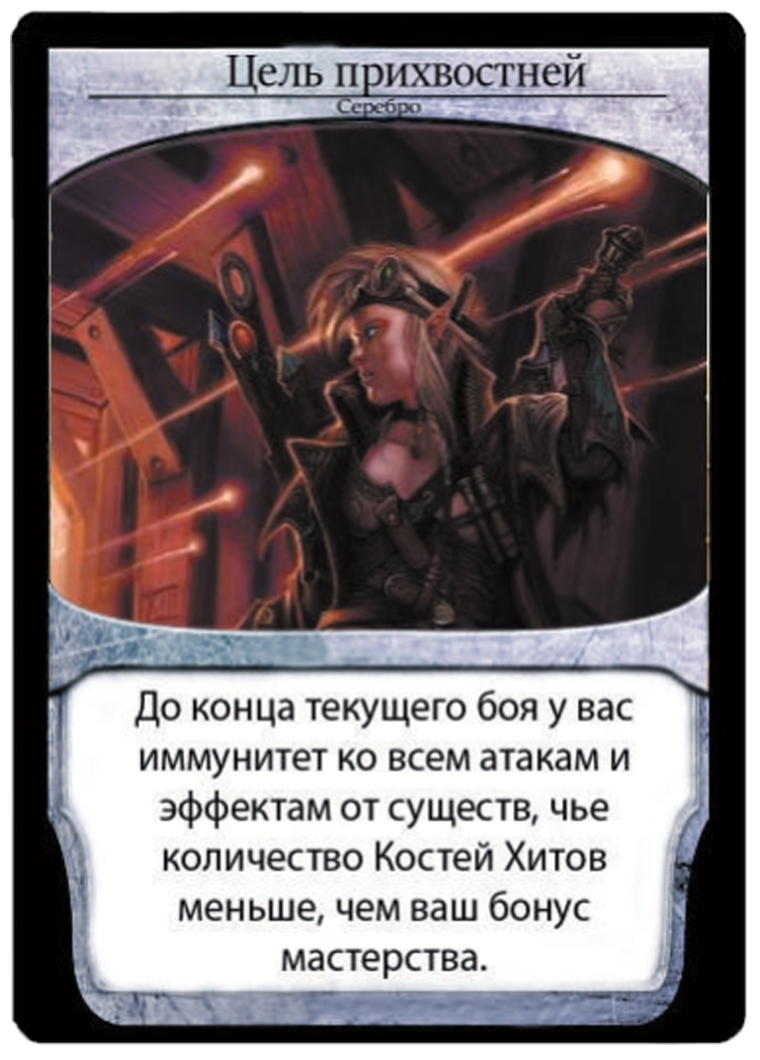 Цель прихвостней
Серебро
До конца текущего боя у вас
иммунитет ко всем атакам и
эффектам от существ, чье
количество Костей Хитов
меньше, чем ваш бонус
мастерства.